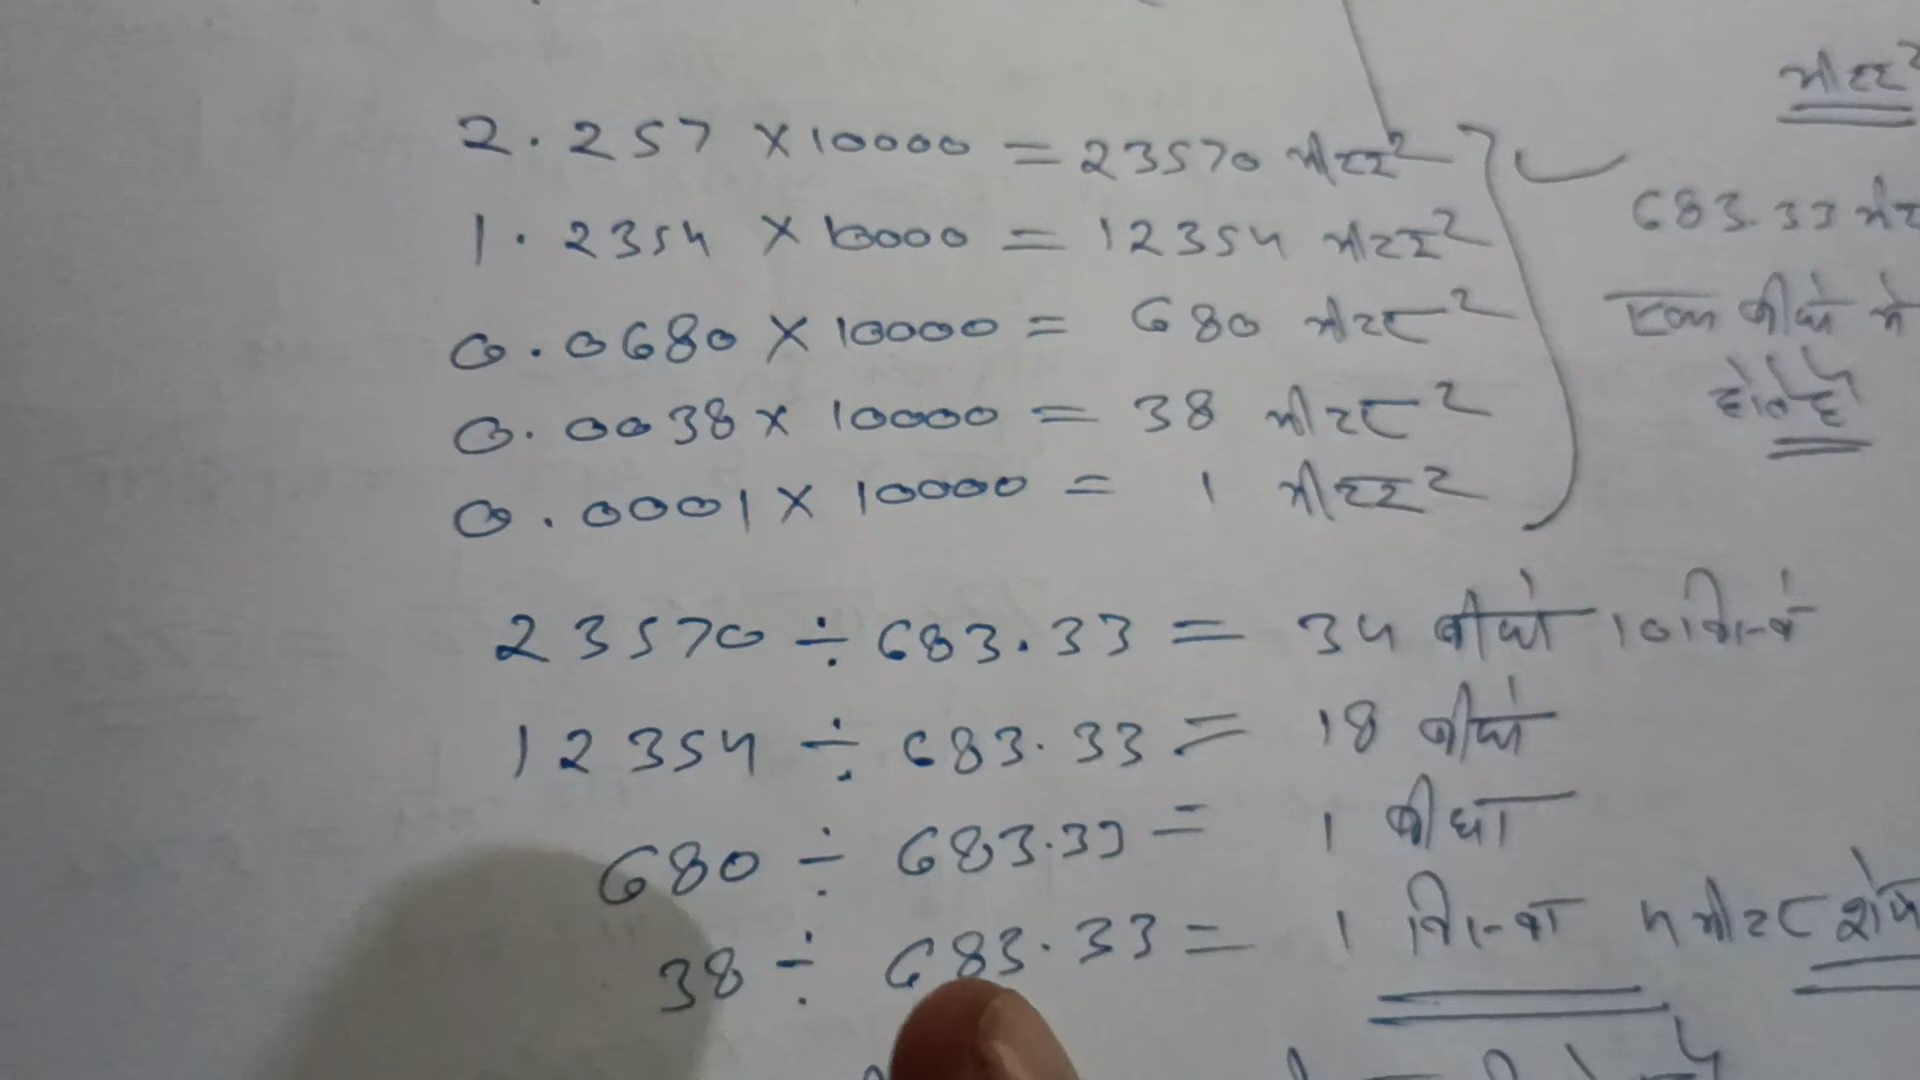 2.257 × 10000 = 23570 मीटर²
1.2354 × 10000 = 12354 मीटर²
0.0680 × 10000 = 680 मीटर²
0.0038 × 10000 = 38 मीटर²
0.0001 × 10000 = 1 मीटर²
मीटर²
683.33
एक बीघे मे
होते है
23570 ÷ 683.33 = 34 बीघे 10 बिस्वे
12354 ÷ 683.33 = 18 बीघे
680 ÷ 683.33 = 1 बीघा
38 ÷ 683.33 = 1 बिस्वा 4 मीटर शेष